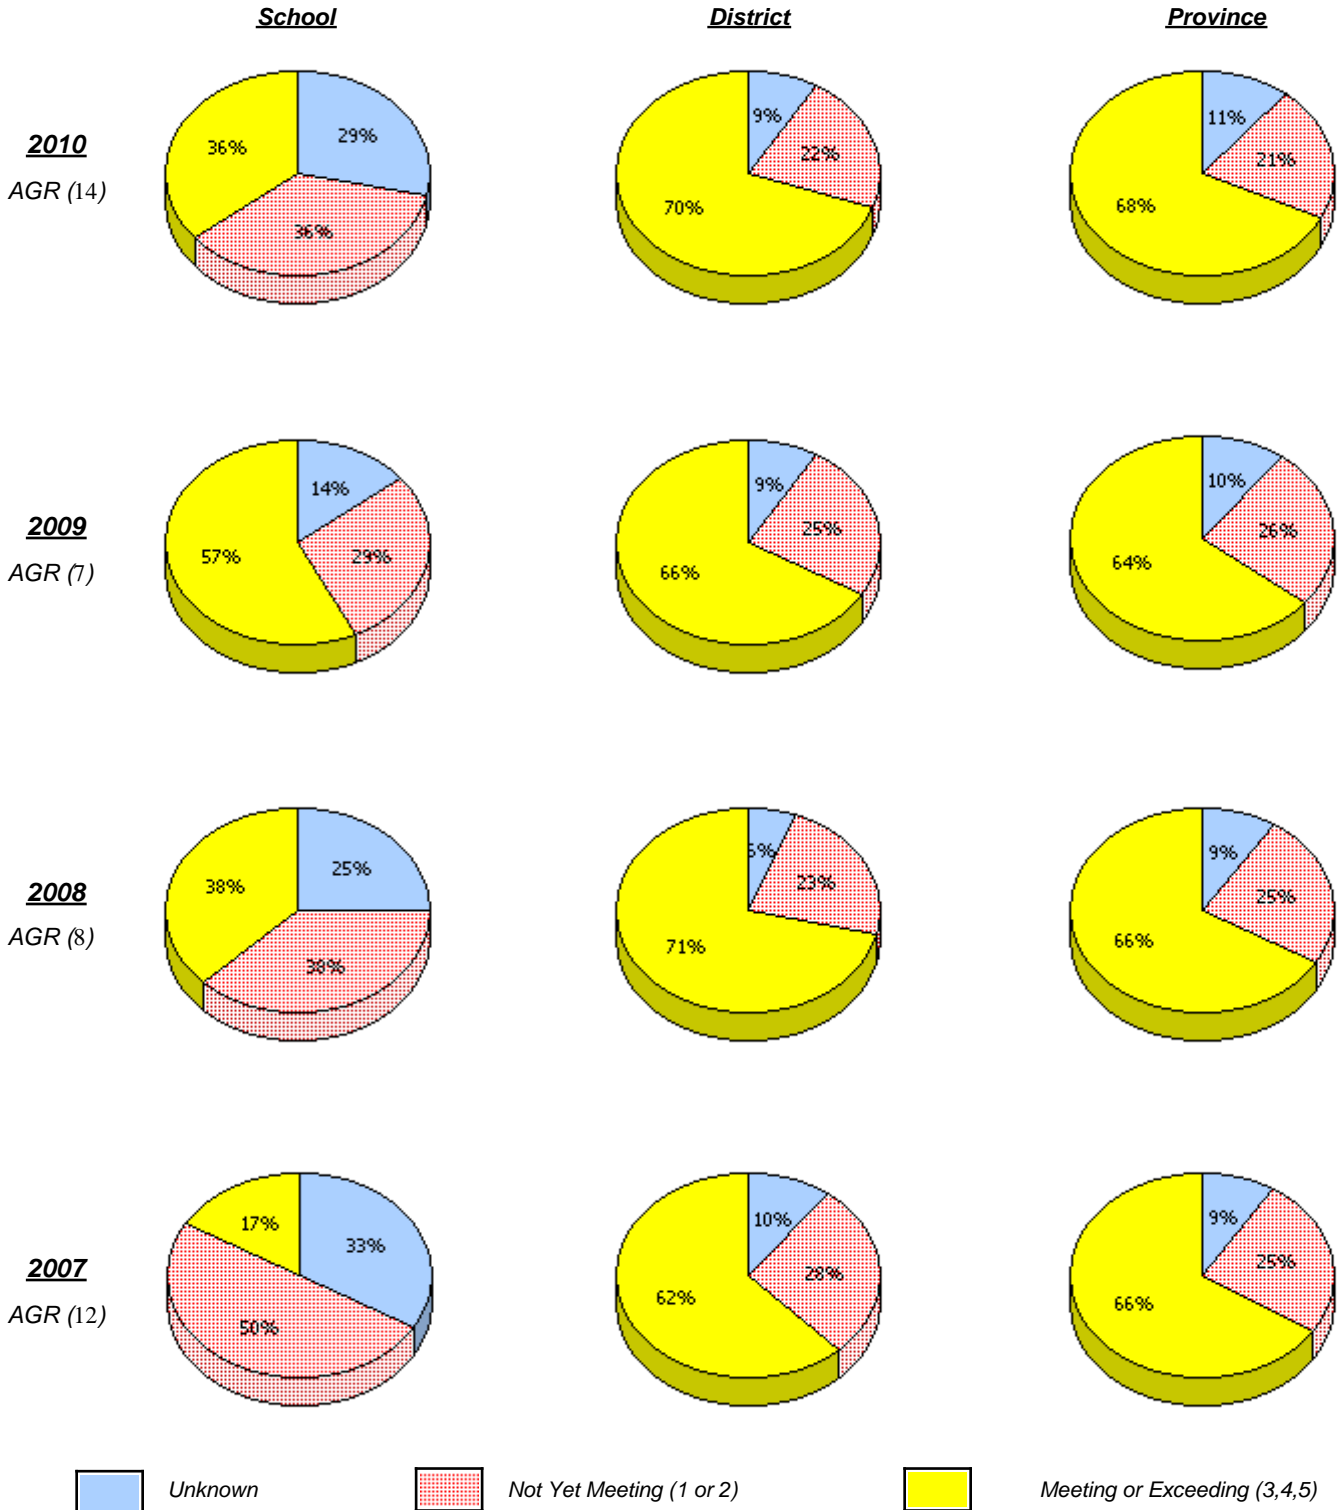 School District Province
2010
AGR (14)
36% 29% 36%
9% 22% 70%
11% 21% 68%
2009
AGR (7)
57% 14% 29%
9% 25% 66%
10% 26% 64%
2008
AGR (8)
38% 25% 38%
23% 71%
9% 25% 66%
2007
AGR (12)
17% 33% 50%
10% 28% 62%
9% 25% 66%
Unknown Not Yet Meeting (1 or 2) Meeting or Exceeding (3,4,5)